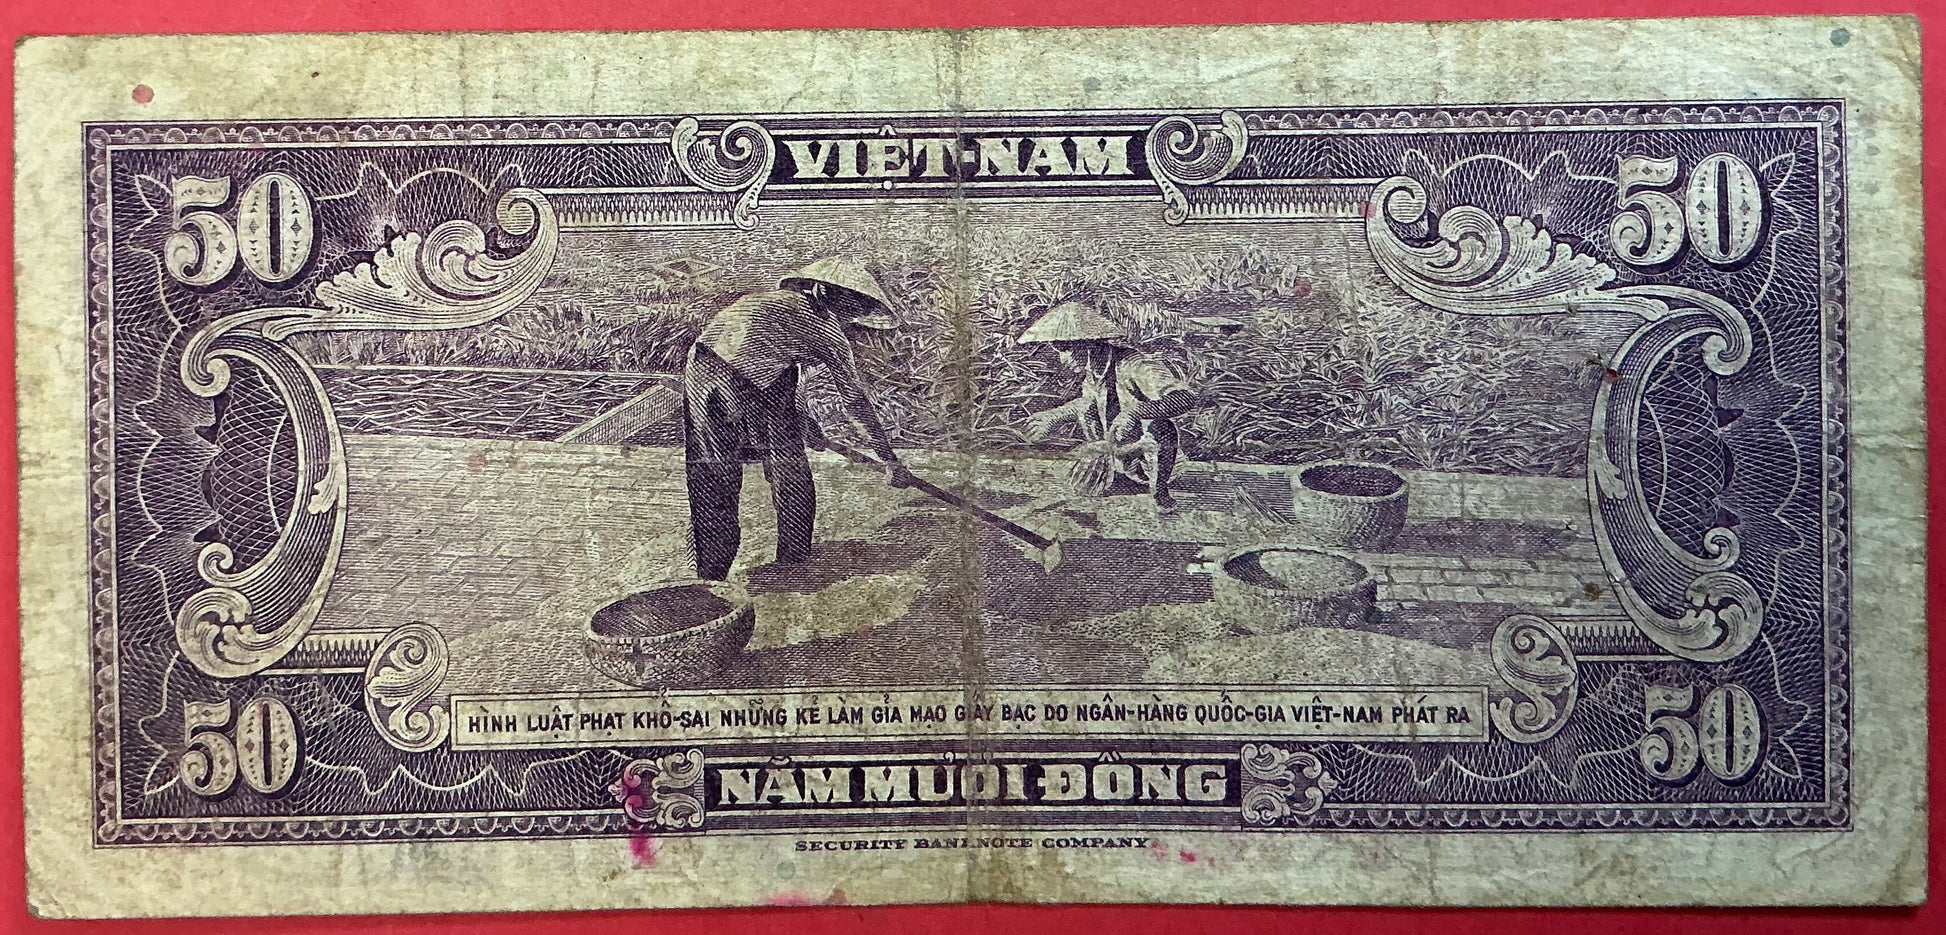 VIỆT-NAM
50 50
HÌNH LUẬT PHẠT KHỔ-SAI NHỮNG KẺ LÀM GIẢ MẠO GIẤY BẠC DO NGÂN-HÀNG QUỐC-GIA VIỆT-NAM PHÁT RA
50 50
NĂM MƯƠI ĐỒNG
SECURITY BANKNOTE COMPANY